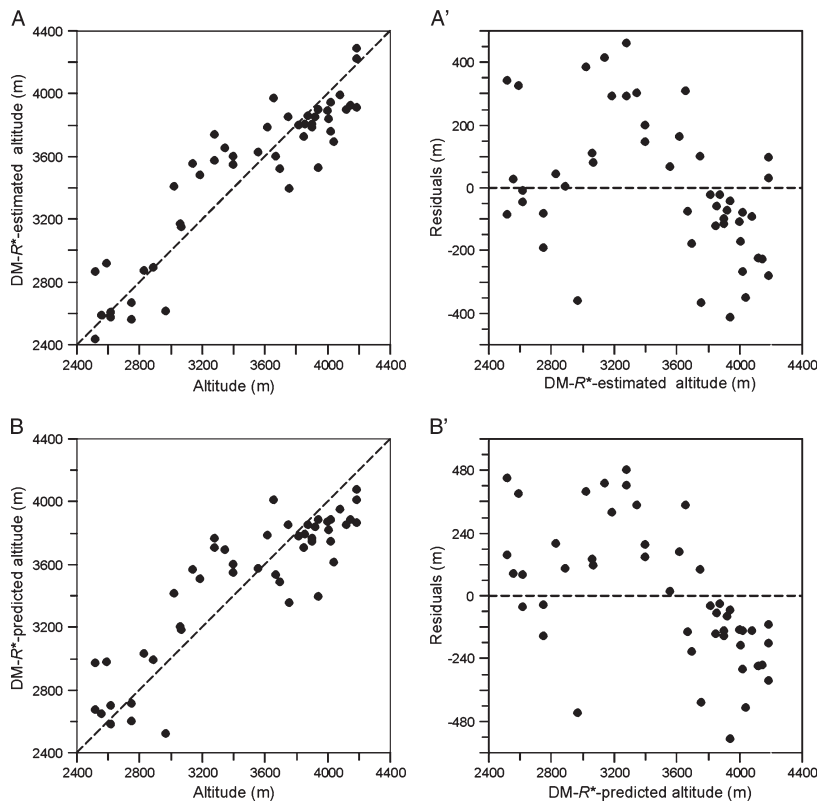 A
4400
4000
3600
3200
2800
2400
DM-R*-estimated altitude (m)
2400 2800 3200 3600 4000 4400
Altitude (m)
A'
400
200
0
-200
-400
Residuals (m)
2400 2800 3200 3600 4000 4400
DM-R*-estimated altitude (m)
B
4400
4000
3600
3200
2800
2400
DM-R*-predicted altitude (m)
2400 2800 3200 3600 4000 4400
Altitude (m)
B'
480
240
0
-240
-480
Residuals (m)
2400 2800 3200 3600 4000 4400
DM-R*-predicted altitude (m)